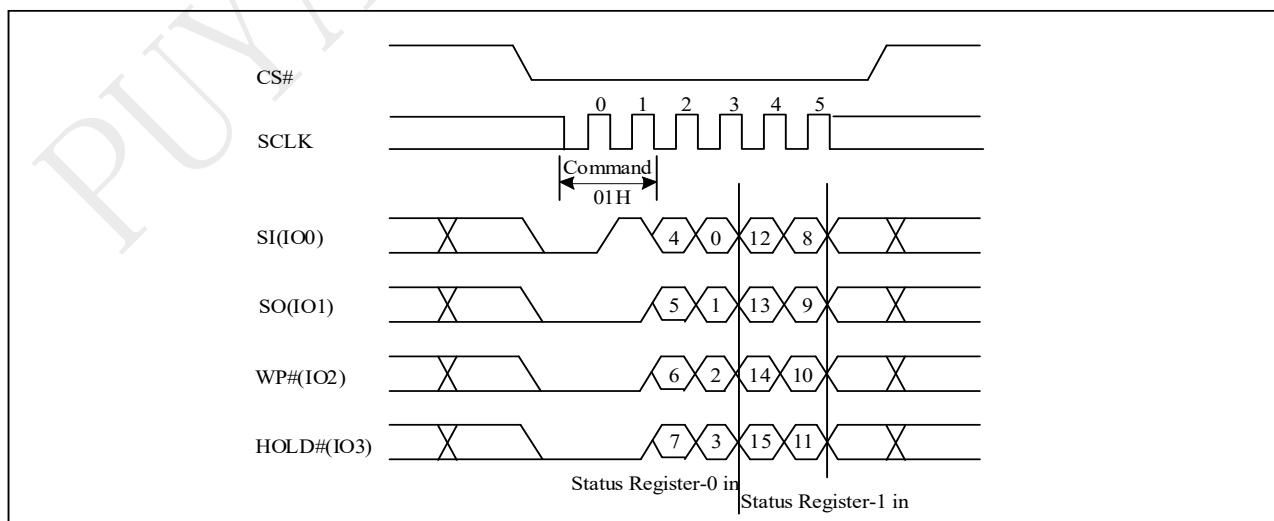 PUYA
CS#
0 1 2 3 4 5
SCLK
Command
01H
SI(IO0) 4 0 12 8
SO(IO1) 5 1 13 9
WP#(IO2) 6 2 14 10
HOLD#(IO3) 7 3 15 11
Status Register-0 in
Status Register-1 in